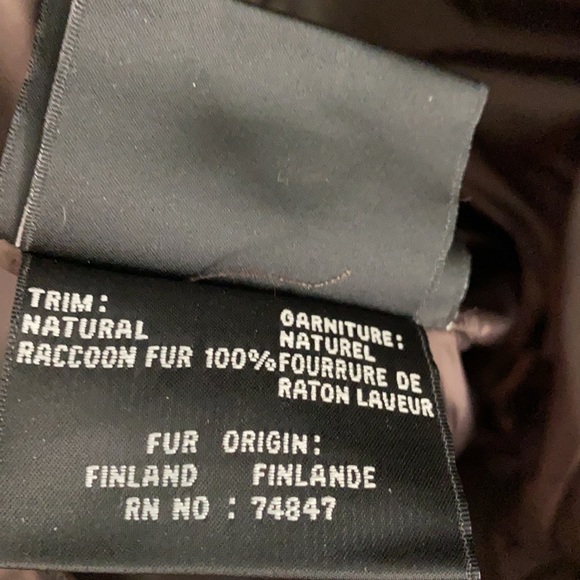 TRIM:
NATURAL
RACCOON FUR 100%
GARNITURE:
NATUREL
FOURRURE DE
RATON LAVEUR
FUR ORIGIN:
FINLAND FINLANDE
RN NO : 74847